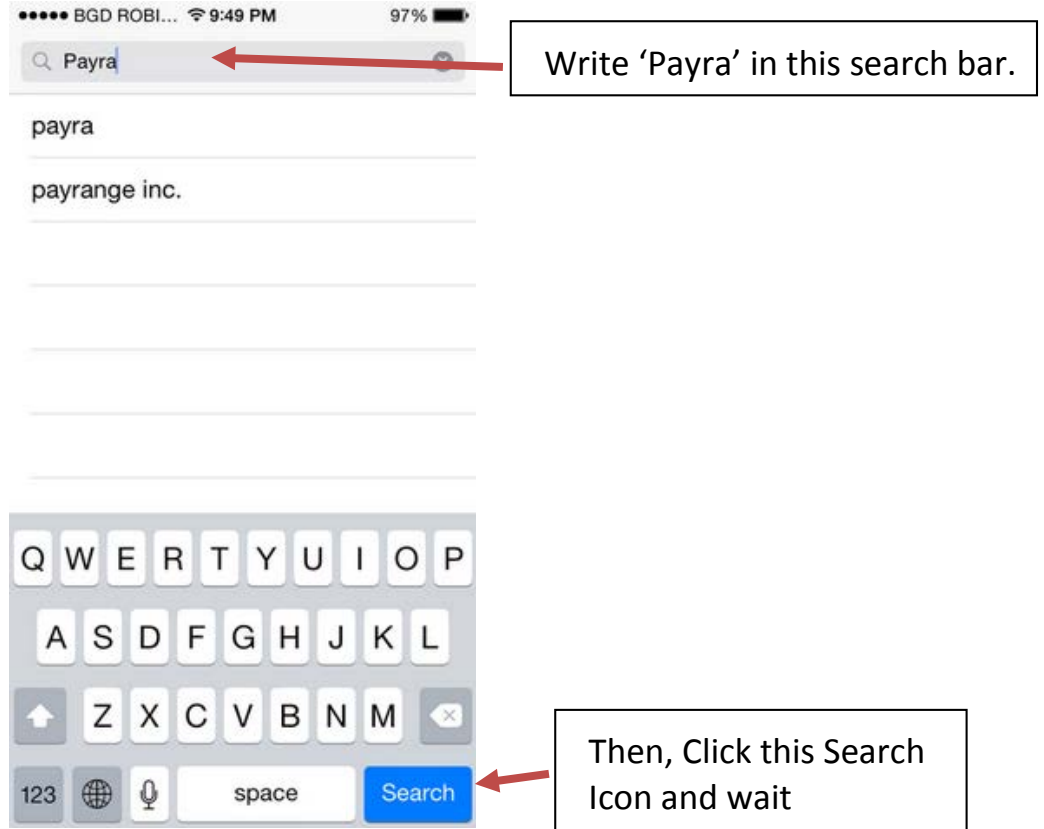 ●●●●● BGD ROBI... 9:49 PM 97%
Payra
Write ‘Payra’ in this search bar.
payra
payrange inc.
Q W E R T Y U I O P
A S D F G H J K L
Z X C V B N M
Then, Click this Search
Icon and wait
123 space Search